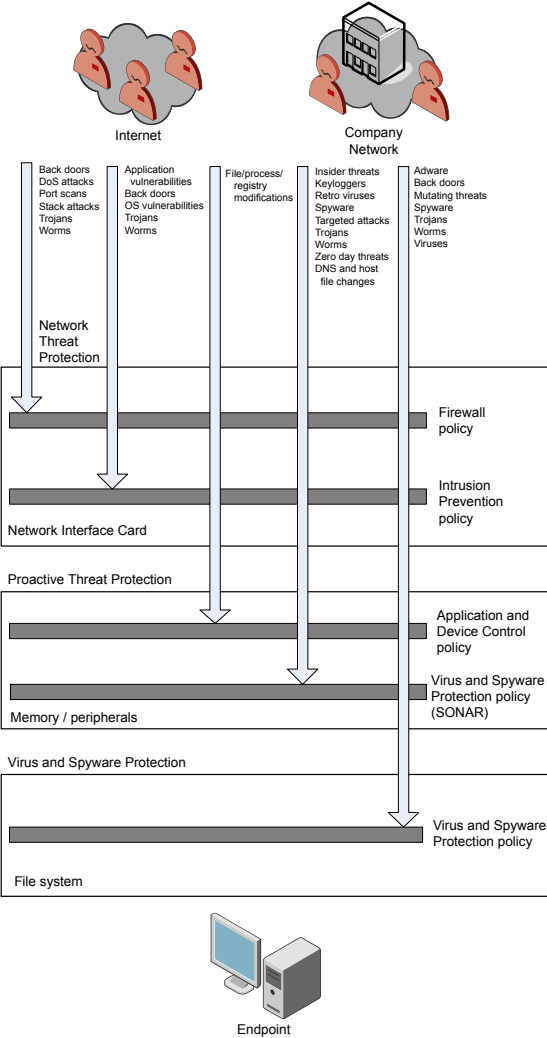 Internet
Company
Network
Back doors
DoS attacks
Port scans
Stack attacks
Trojans
Worms
Application
vulnerabilities
Back doors
OS vulnerabilities
Trojans
Worms
File/process/
registry
modifications
Insider threats
Keyloggers
Retro viruses
Spyware
Targeted attacks
Trojans
Worms
Zero day threats
DNS and host
file changes
Adware
Back doors
Mutating threats
Spyware
Trojans
Worms
Viruses
Network
Threat
Protection
Firewall
policy
Intrusion
Prevention
policy
Network Interface Card
Proactive Threat Protection
Application and
Device Control
policy
Virus and Spyware
Protection policy
(SONAR)
Memory / peripherals
Virus and Spyware Protection
Virus and Spyware
Protection policy
File system
Endpoint